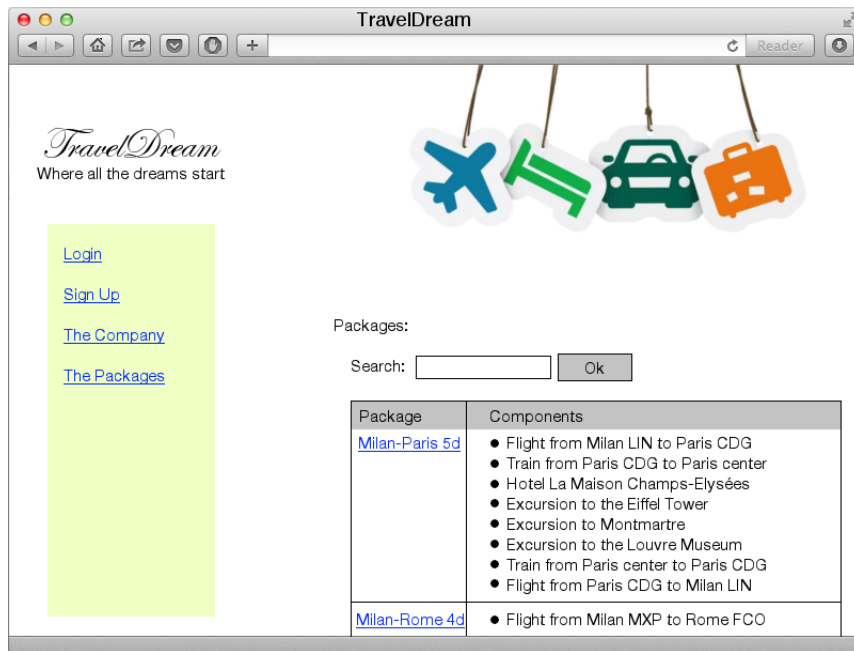 TravelDream
Reader
TravelDream
Where all the dreams start
Login
Sign Up
The Company
The Packages
Packages:
Search:
Ok
Package Components
Milan-Paris 5d
● Flight from Milan LIN to Paris CDG
● Train from Paris CDG to Paris center
● Hotel La Maison Champs-Elysées
● Excursion to the Eiffel Tower
● Excursion to Montmartre
● Excursion to the Louvre Museum
● Train from Paris center to Paris CDG
● Flight from Paris CDG to Milan LIN
Milan-Rome 4d
● Flight from Milan MXP to Rome FCO